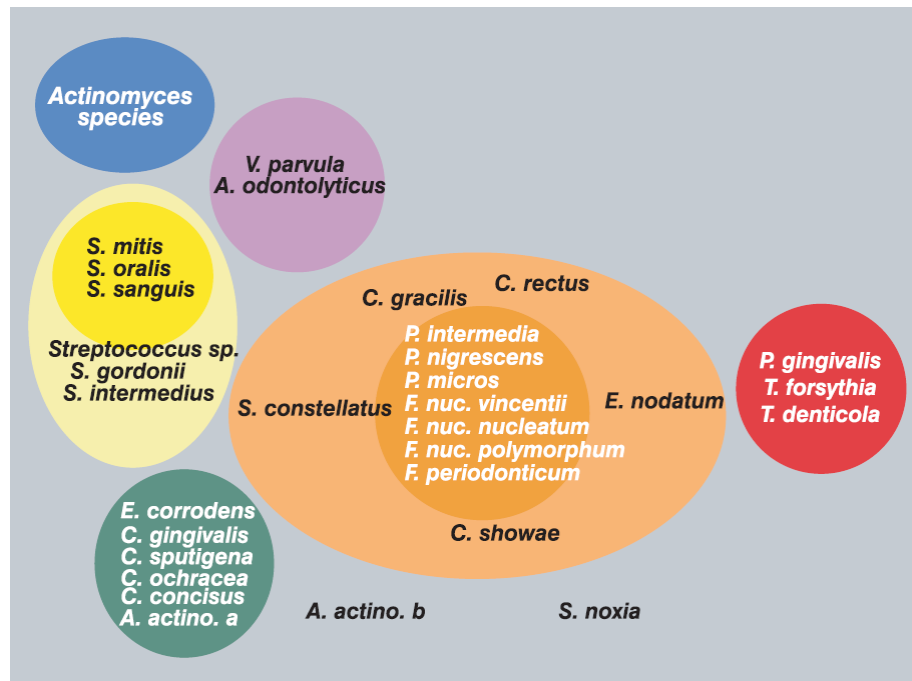 Actinomyces
species
V. parvula
A. odontolyticus
S. mitis
S. oralis
S. sanguis
Streptococcus sp.
S. gordonii
S. intermedius
C. gracilis
C. rectus
P. intermedia
P. nigrescens
P. micros
F. nuc. vincentii
F. nuc. nucleatum
F. nuc. polymorphum
F. periodonticum
S. constellatus
E. nodatum
C. showae
P. gingivalis
T. forsythia
T. denticola
E. corrodens
C. gingivalis
C. sputigena
C. ochracea
C. concisus
A. actino. a
A. actino. b
S. noxia